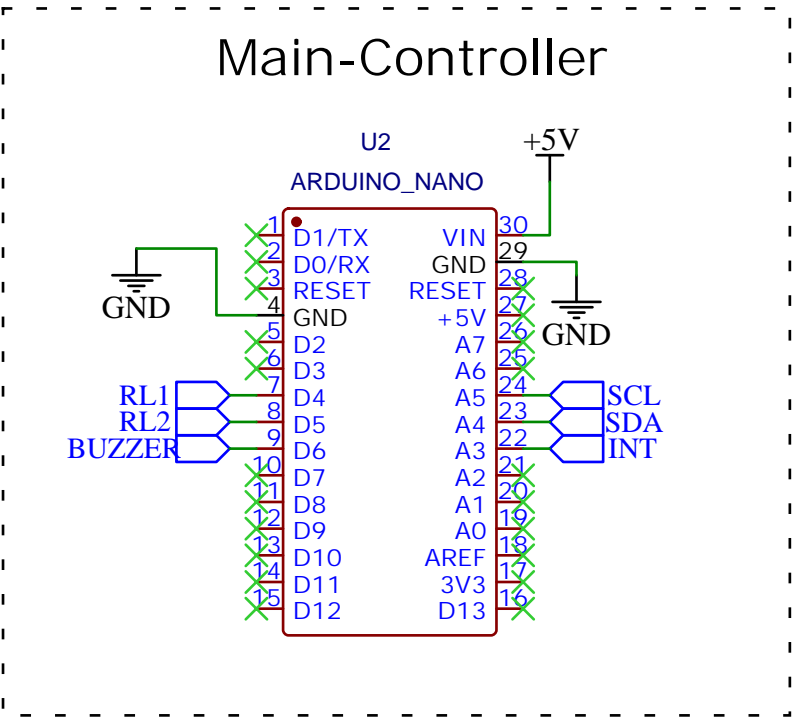 Main-Controller
U2
+5V
ARDUINO_NANO
1 D1/TX VIN 30
2 D0/RX GND 29
3 RESET RESET 28
GND 4 GND +5V 27 GND
5 D2 A7 26
6 D3 A6 25
RL1 7 D4 A5 24 SCL
RL2 8 D5 A4 23 SDA
BUZZER 9 D6 A3 22 INT
10 D7 A2 21
11 D8 A1 20
12 D9 A0 19
13 D10 AREF 18
14 D11 3V3 17
15 D12 D13 16